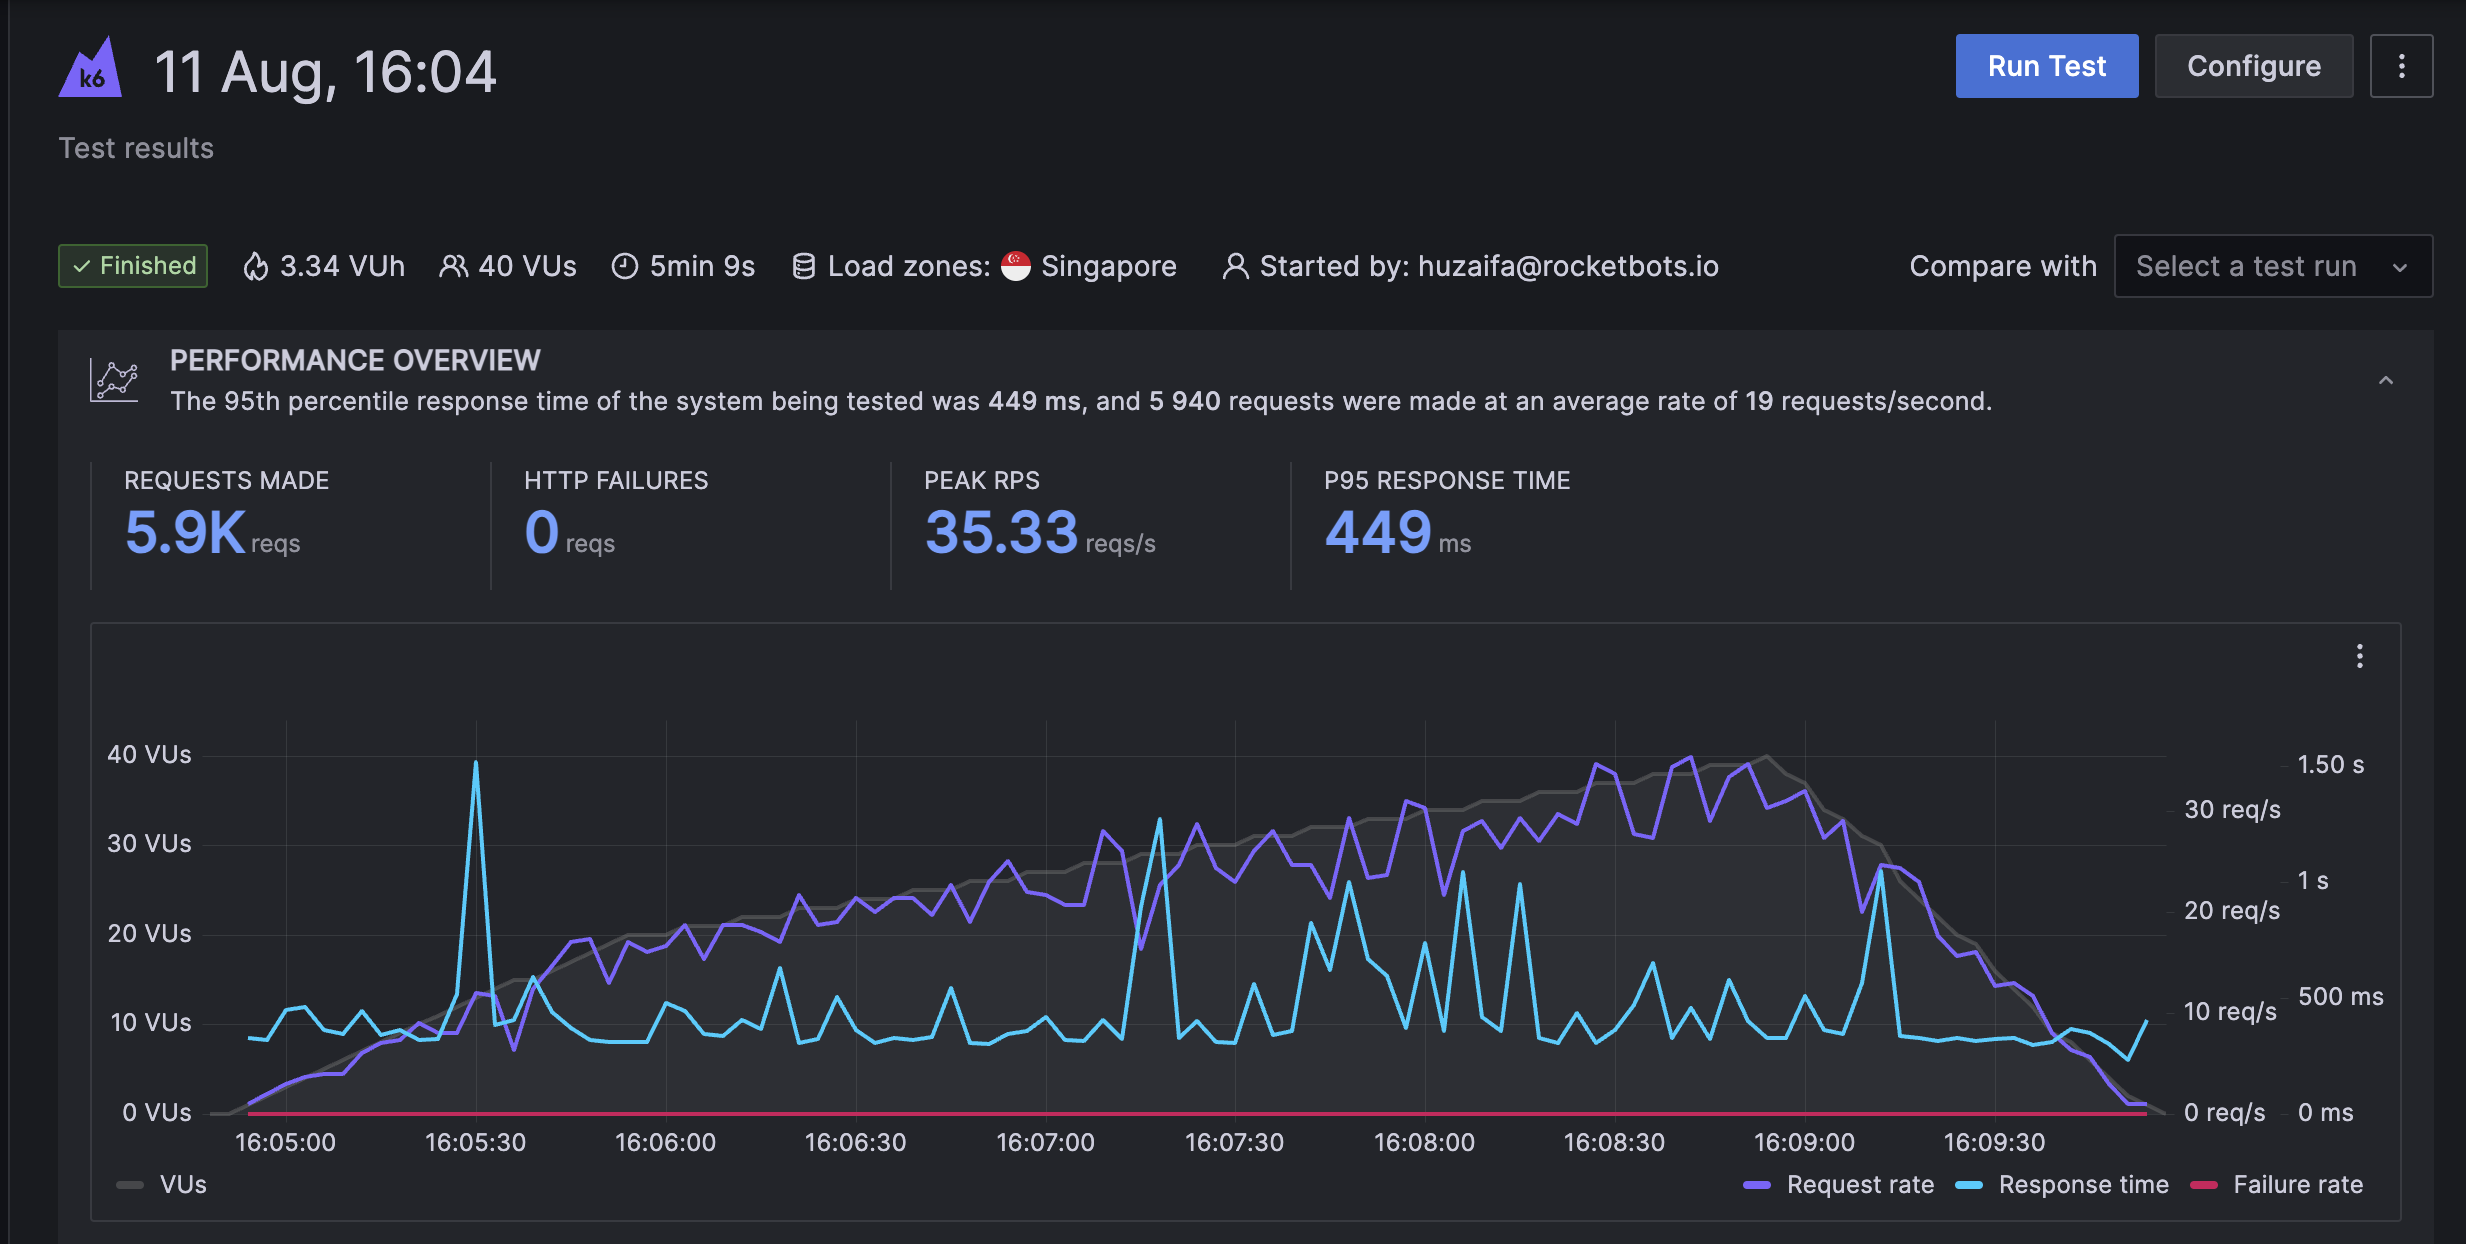 k6
11 Aug, 16:04
Run Test
Configure
Test results
Finished
3.34 VUh
40 VUs
5min 9s
Load zones: Singapore
Started by: huzaifa@rocketbots.io
Compare with
Select a test run
PERFORMANCE OVERVIEW
The 95th percentile response time of the system being tested was 449 ms, and 5 940 requests were made at an average rate of 19 requests/second.
REQUESTS MADE
5.9K reqs
HTTP FAILURES
0 reqs
PEAK RPS
35.33 reqs/s
P95 RESPONSE TIME
449 ms
40 VUs
30 VUs
20 VUs
10 VUs
0 VUs
30 req/s
20 req/s
10 req/s
0 req/s
1.50 s
1 s
500 ms
0 ms
16:05:00
16:05:30
16:06:00
16:06:30
16:07:00
16:07:30
16:08:00
16:08:30
16:09:00
16:09:30
VUs
Request rate
Response time
Failure rate